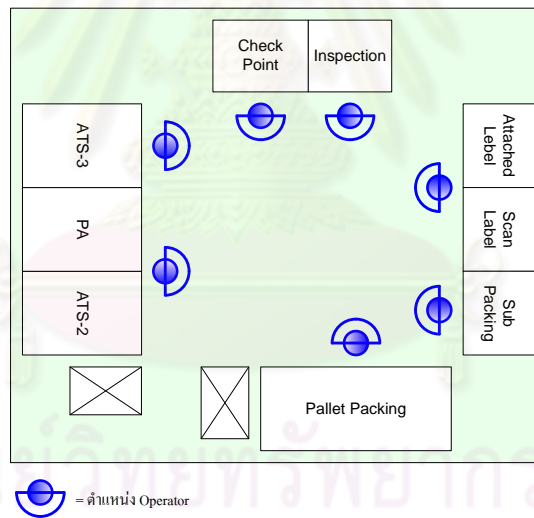 Check
Point
Inspection
ATS-3
PA
ATS-2
Attached
Lebel
Scan
Label
Sub
Packing
Pallet Packing
= ตำแหน่ง Operator